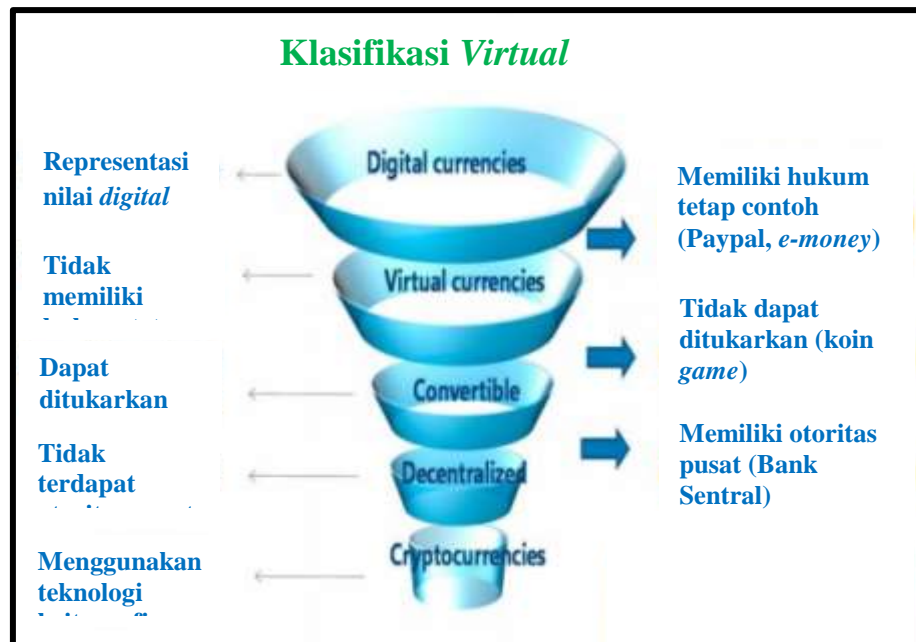 Klasifikasi Virtual
Representasi
nilai digital
Digital currencies
Memiliki hukum
tetap contoh
(Paypal, e-money)
Tidak
memiliki
Virtual currencies
Tidak dapat
ditukarkan (koin
game)
Dapat
ditukarkan
Convertible
Memiliki otoritas
pusat (Bank
Sentral)
Tidak
terdapat
Decentralized
Menggunakan
teknologi
Cryptocurrencies